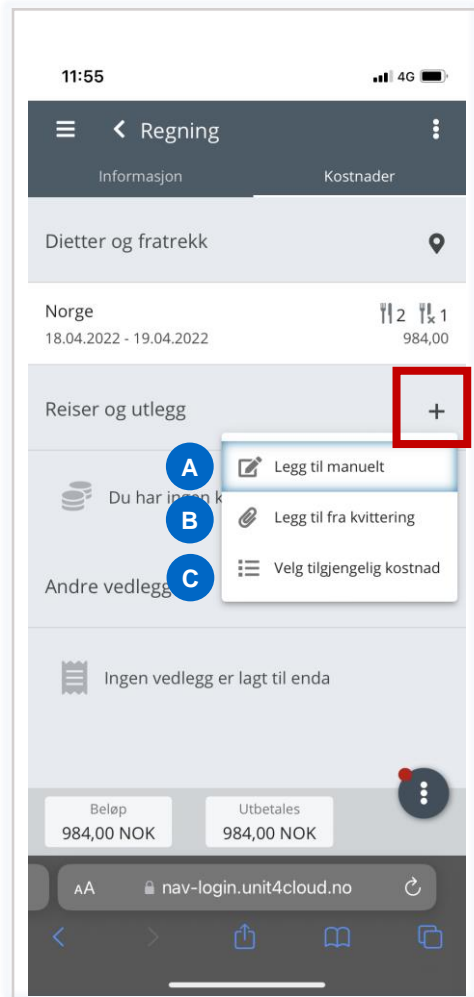 11:55 4G
Regning
Informasjon Kostnader
Dietter og fratrekk
Norge 2 1
18.04.2022 - 19.04.2022 984,00
Reiser og utlegg +
A Legg til manuelt
Du har ingen k
B Legg til fra kvittering
C Velg tilgjengelig kostnad
Andre vedlegg
Ingen vedlegg er lagt til enda
Beløp Utbetales
984,00 NOK 984,00 NOK
AA nav-login.unit4cloud.no